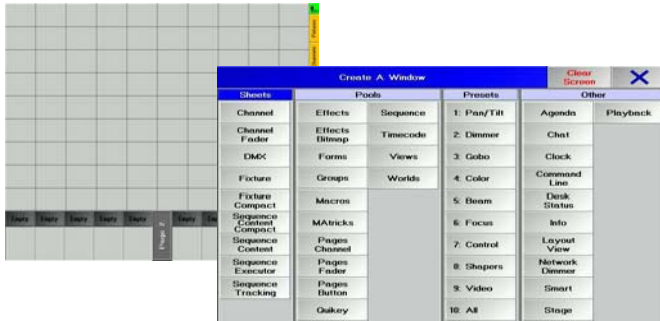 Fixtures
Channels
Create A Window
Clear
Screen
Sheets
Pools
Presets
Other
Channel
Effects
Sequence
1: Pan/Tilt
Agenda
Playback
Channel
Fader
Effects
Bitmap
Timecode
2: Dimmer
Chat
DMX
Forms
Views
3: Gobo
Clock
Fixture
Groups
Worlds
4: Color
Command
Line
Fixture
Compact
Macros
5: Beam
Desk
Status
Sequence
Content
Compact
MAtricks
6: Focus
Info
Sequence
Content
Pages
Channel
7: Control
Layout
View
Sequence
Executor
Pages
Fader
8: Shapers
Network
Dimmer
Sequence
Tracking
Pages
Button
9: Video
Smart
Quikey
10: All
Stage
Empty Empty Empty Empty Empty Empty
Page 2